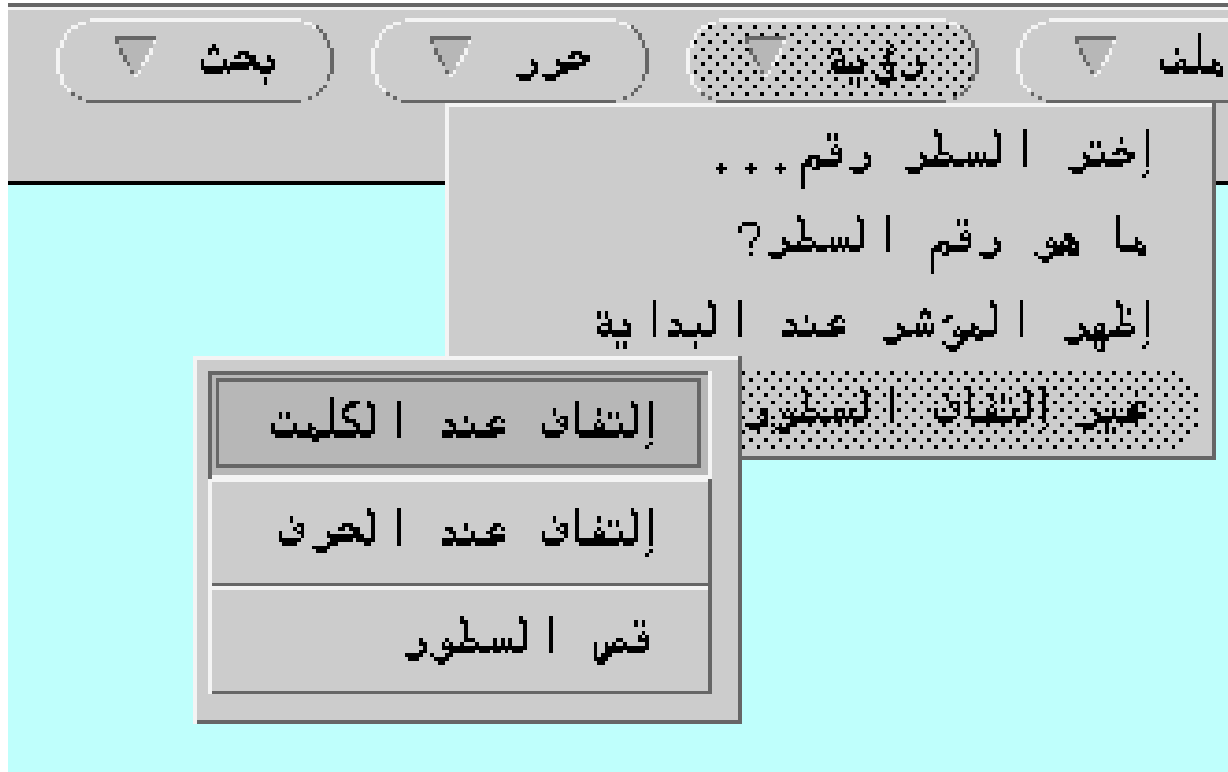 ملف رؤية حرر بحث
إختر السطر رقم...
ما هو رقم السطر?
إظهر المؤشر عند البداية
غير إلتفاف السطور
إلتفاف عند الكلمت
إلتفاف عند الحرف
قص السطور